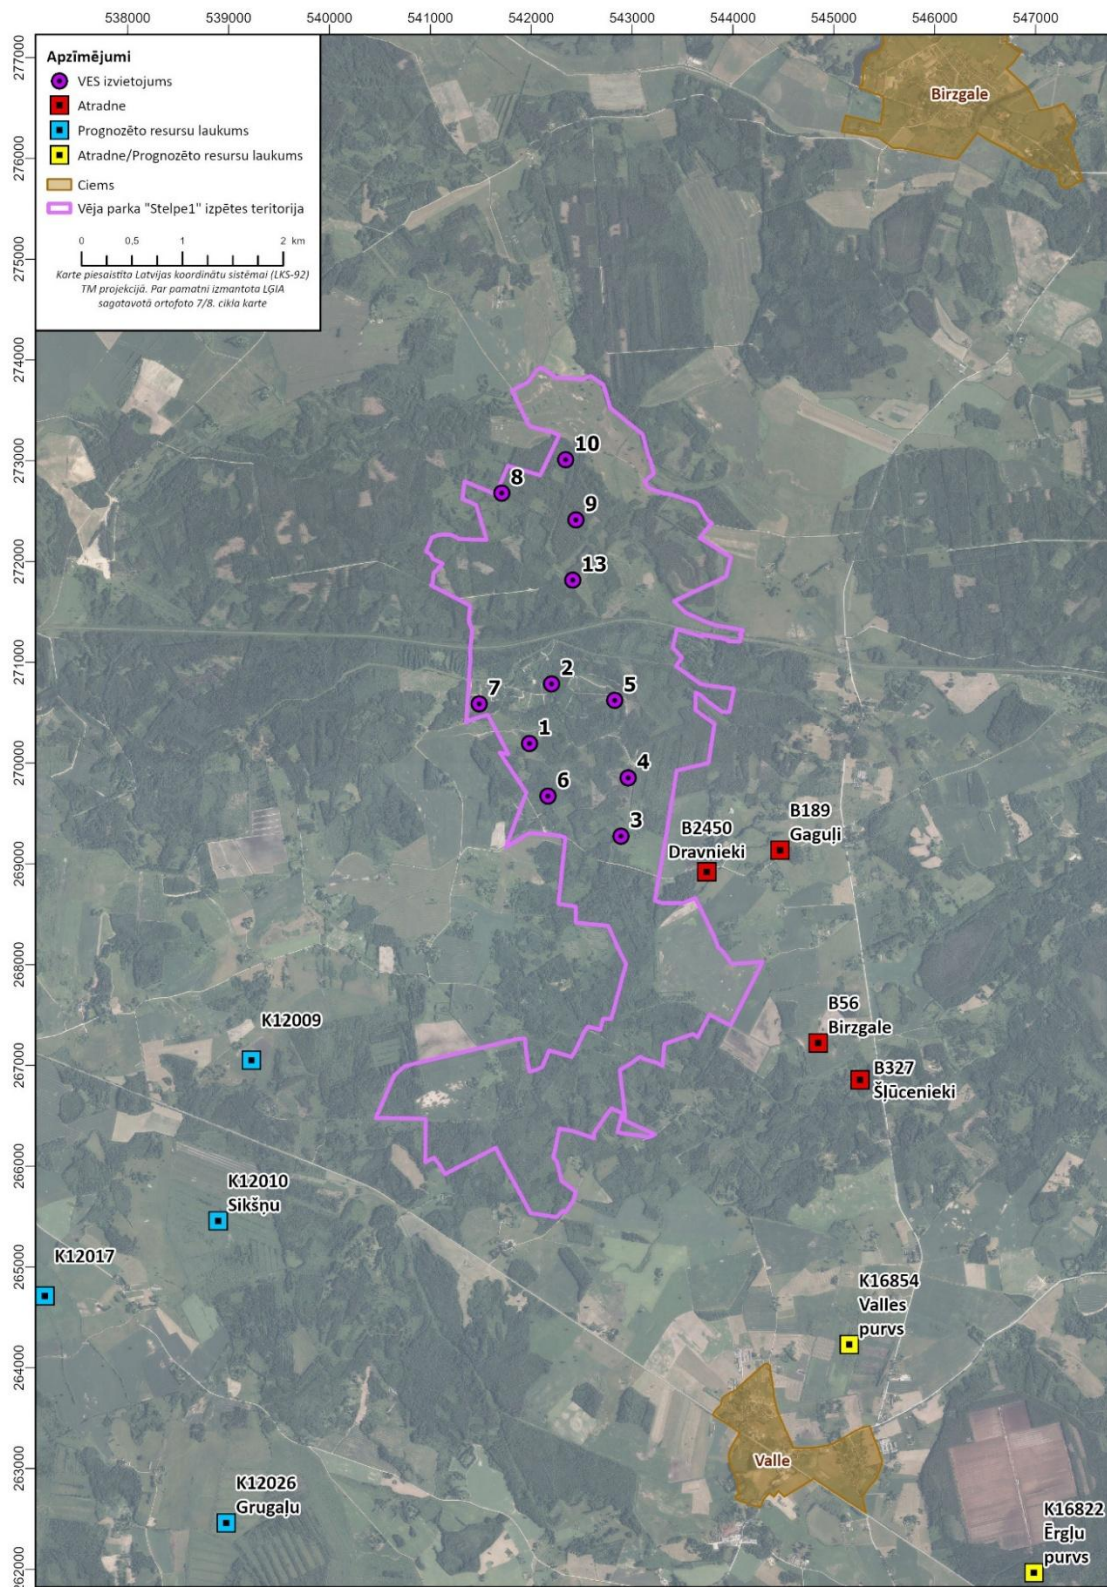 538000 539000 540000 541000 542000 543000 544000 545000 546000 547000
277000
276000
275000
274000
273000
272000
271000
270000
269000
268000
267000
266000
265000
264000
263000
262000
Apzīmējumi
VES izvietojums
Atradne
Prognozēto resursu laukums
Atradne/Prognozēto resursu laukums
Ciems
Vēja parka "Stelpe1" izpētes teritorija
0 0,5 1 2 km
Karte piesaistīta Latvijas koordinātu sistēmai (LKS-92)
TM projekcijā. Par pamatni izmantota LĢIA
sagatavotā ortofoto 7/8. cikla karte
Birzgale
10
8
9
13
2
7
5
1
4
6
3
B2450
Dravnieki
B189
Gaguļi
B56
Birzgale
B327
Šļūcenieki
K12009
K12010
Sikšņu
K12017
K16854
Valles
purvs
Valle
K12026
Grugaļu
K16822
Ērgļu
purvs